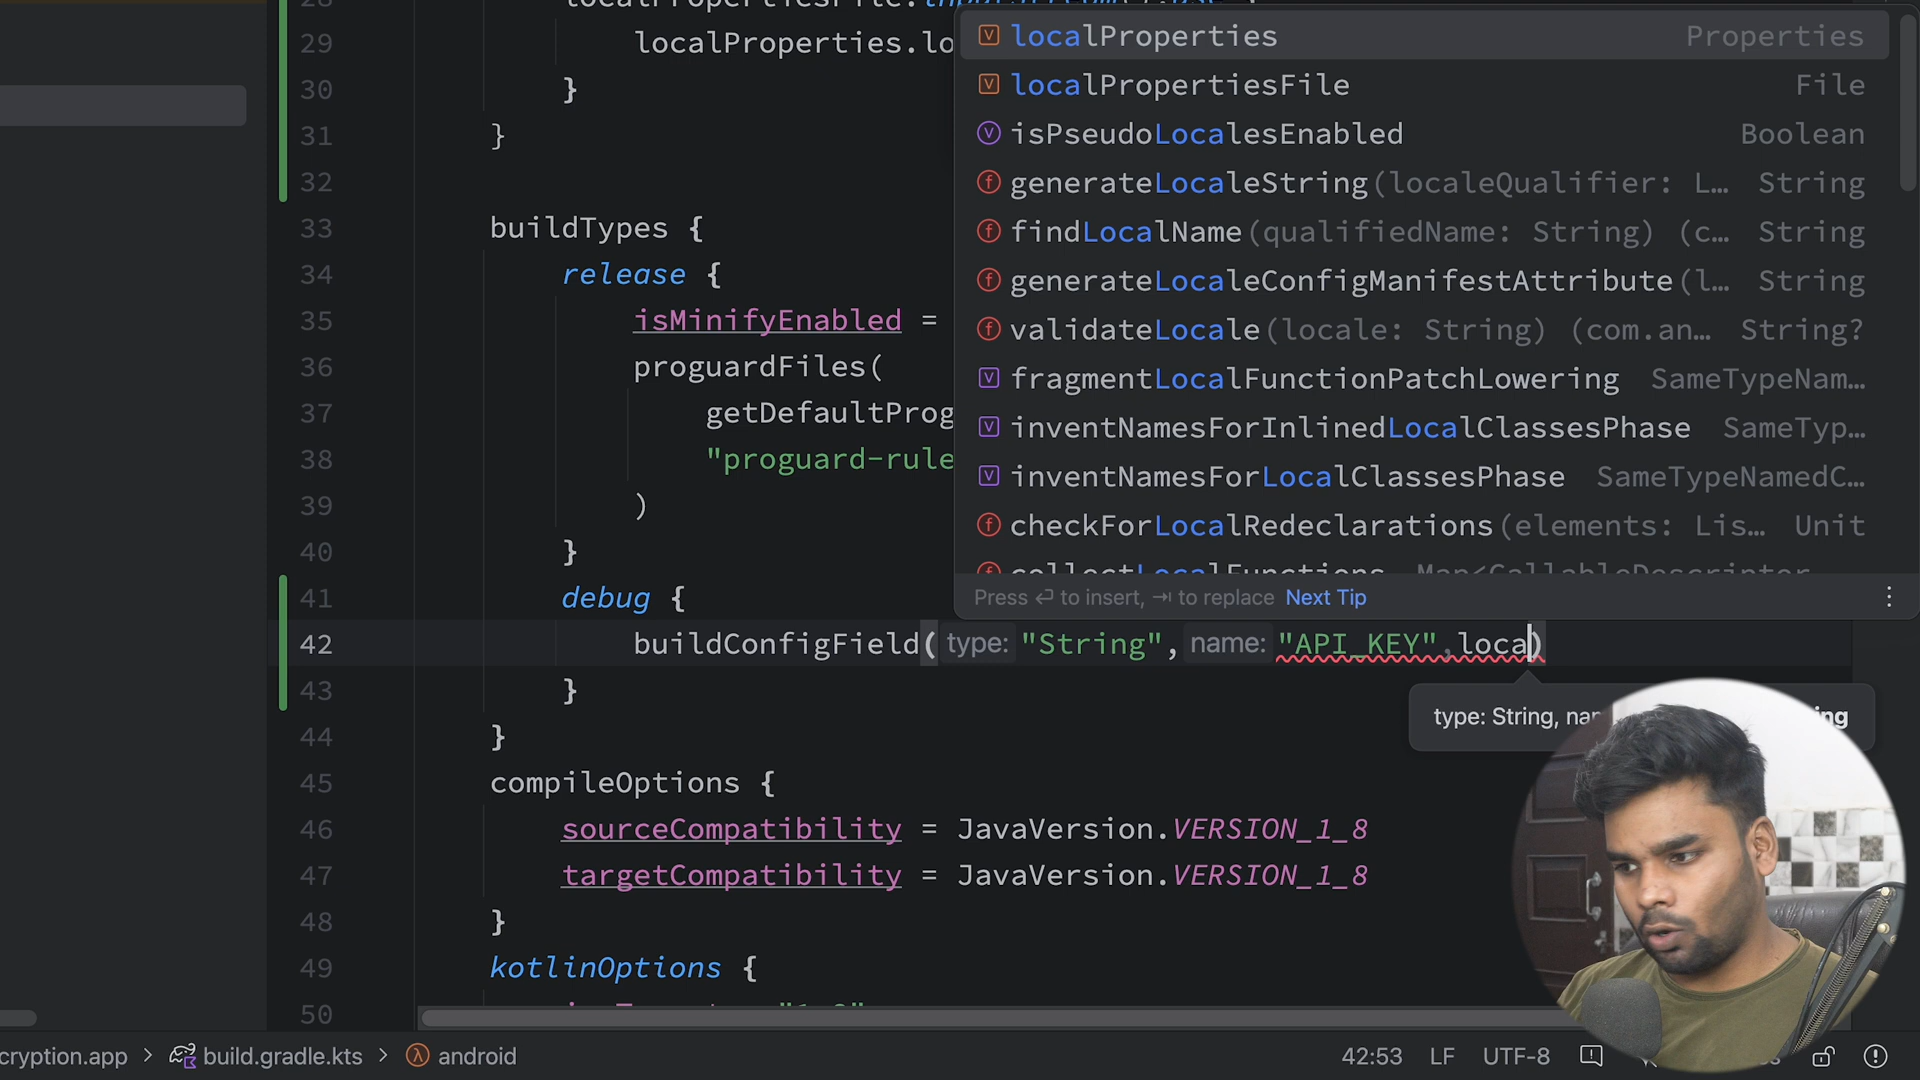 29 localProperties.lo
30 }
31 }
32
33 buildTypes {
34 release {
35 isMinifyEnabled =
36 proguardFiles(
37 getDefaultProg
38 "proguard-rule
39 )
40 }
41 debug {
42 buildConfigField( type: "String", name: "API_KEY",loca)
43 }
44 }
45 compileOptions {
46 sourceCompatibility = JavaVersion.VERSION_1_8
47 targetCompatibility = JavaVersion.VERSION_1_8
48 }
49 kotlinOptions {
50
localProperties Properties
localPropertiesFile File
isPseudoLocalesEnabled Boolean
generateLocaleString(localeQualifier: L… String
findLocalName(qualifiedName: String) (c… String
generateLocaleConfigManifestAttribute(l… String
validateLocale(locale: String) (com.an… String?
fragmentLocalFunctionPatchLowering SameTypeNam…
inventNamesForInlinedLocalClassesPhase SameTyp…
inventNamesForLocalClassesPhase SameTypeNamedC…
checkForLocalRedeclarations(elements: Lis… Unit
collectLocalFunctions Map<CallableDescriptor
Press ⏎ to insert, ⇥ to replace Next Tip
type: String, nam
ng
cryption.app > build.gradle.kts > android
42:53 LF UTF-8